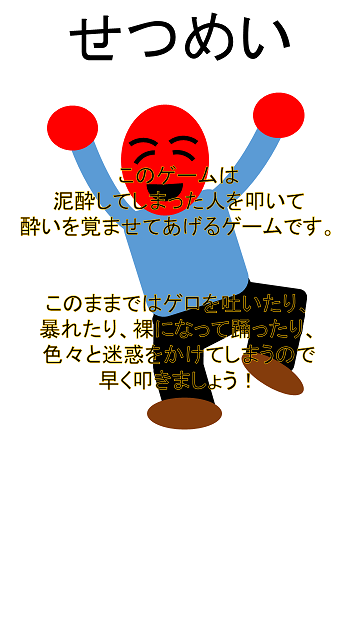 せつめい
このゲームは
泥酔してしまった人を叩いて
酔いを覚ませてあげるゲームです。
このままではゲロを吐いたり、
暴れたり、裸になって踊ったり、
色々と迷惑をかけてしまうので
早く叩きましょう！